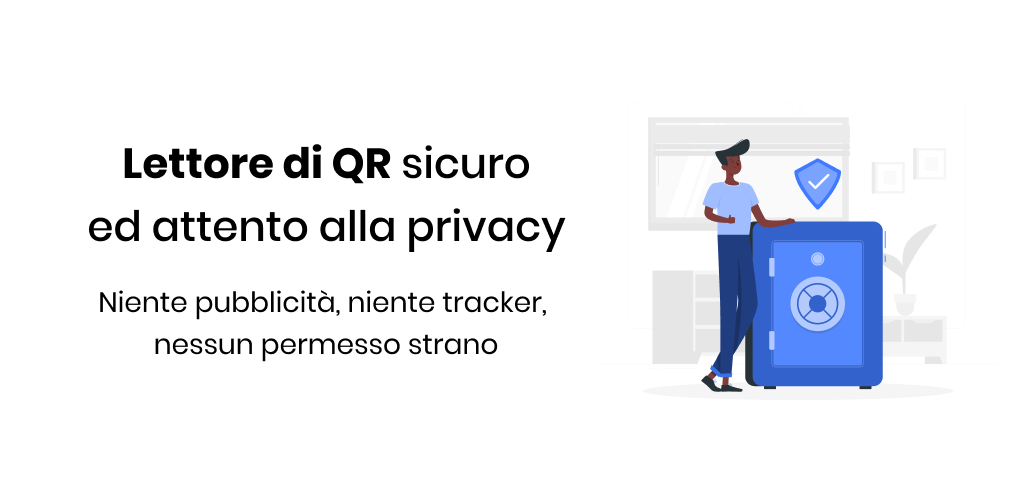 Lettore di QR sicuro
ed attento alla privacy
Niente pubblicità, niente tracker,
nessun permesso strano